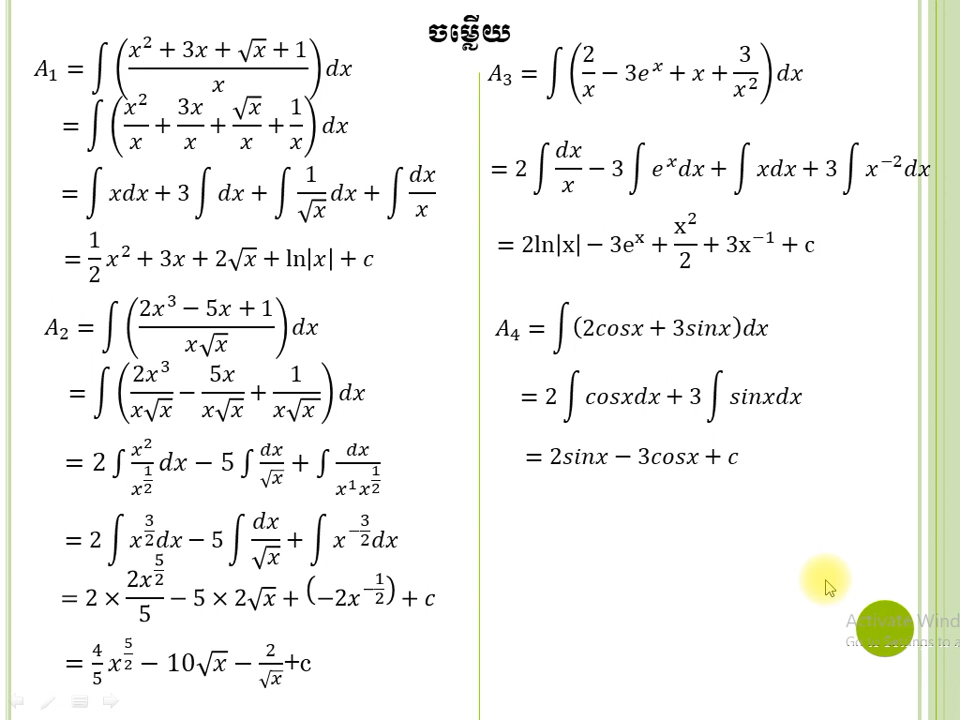 ចម្លើយ
A₁ = ∫((x² + 3x + √x + 1)/x)dx
= ∫(x²/x + 3x/x + √x/x + 1/x)dx
= ∫xdx + 3∫dx + ∫1/√x dx + ∫dx/x
= 1/2 x² + 3x + 2√x + ln|x| + c
A₂ = ∫((2x³ − 5x + 1)/(x√x))dx
= ∫(2x³/(x√x) − 5x/(x√x) + 1/(x√x))dx
= 2∫x²/x^(1/2) dx − 5∫dx/√x + ∫dx/(x¹x^(1/2))
= 2∫x^(3/2)dx − 5∫dx/√x + ∫x^(−3/2)dx
= 2 × 2x^(5/2)/5 − 5 × 2√x + (−2x^(−1/2)) + c
= 4/5 x^(5/2) − 10√x − 2/√x +c
A₃ = ∫(2/x − 3eˣ + x + 3/x²)dx
= 2∫dx/x − 3∫eˣdx + ∫xdx + 3∫x⁻²dx
= 2ln|x| − 3eˣ + x²/2 + 3x⁻¹ + c
A₄ = ∫(2cosx + 3sinx)dx
= 2∫cosxdx + 3∫sinxdx
= 2sinx − 3cosx + c
Activate Wind